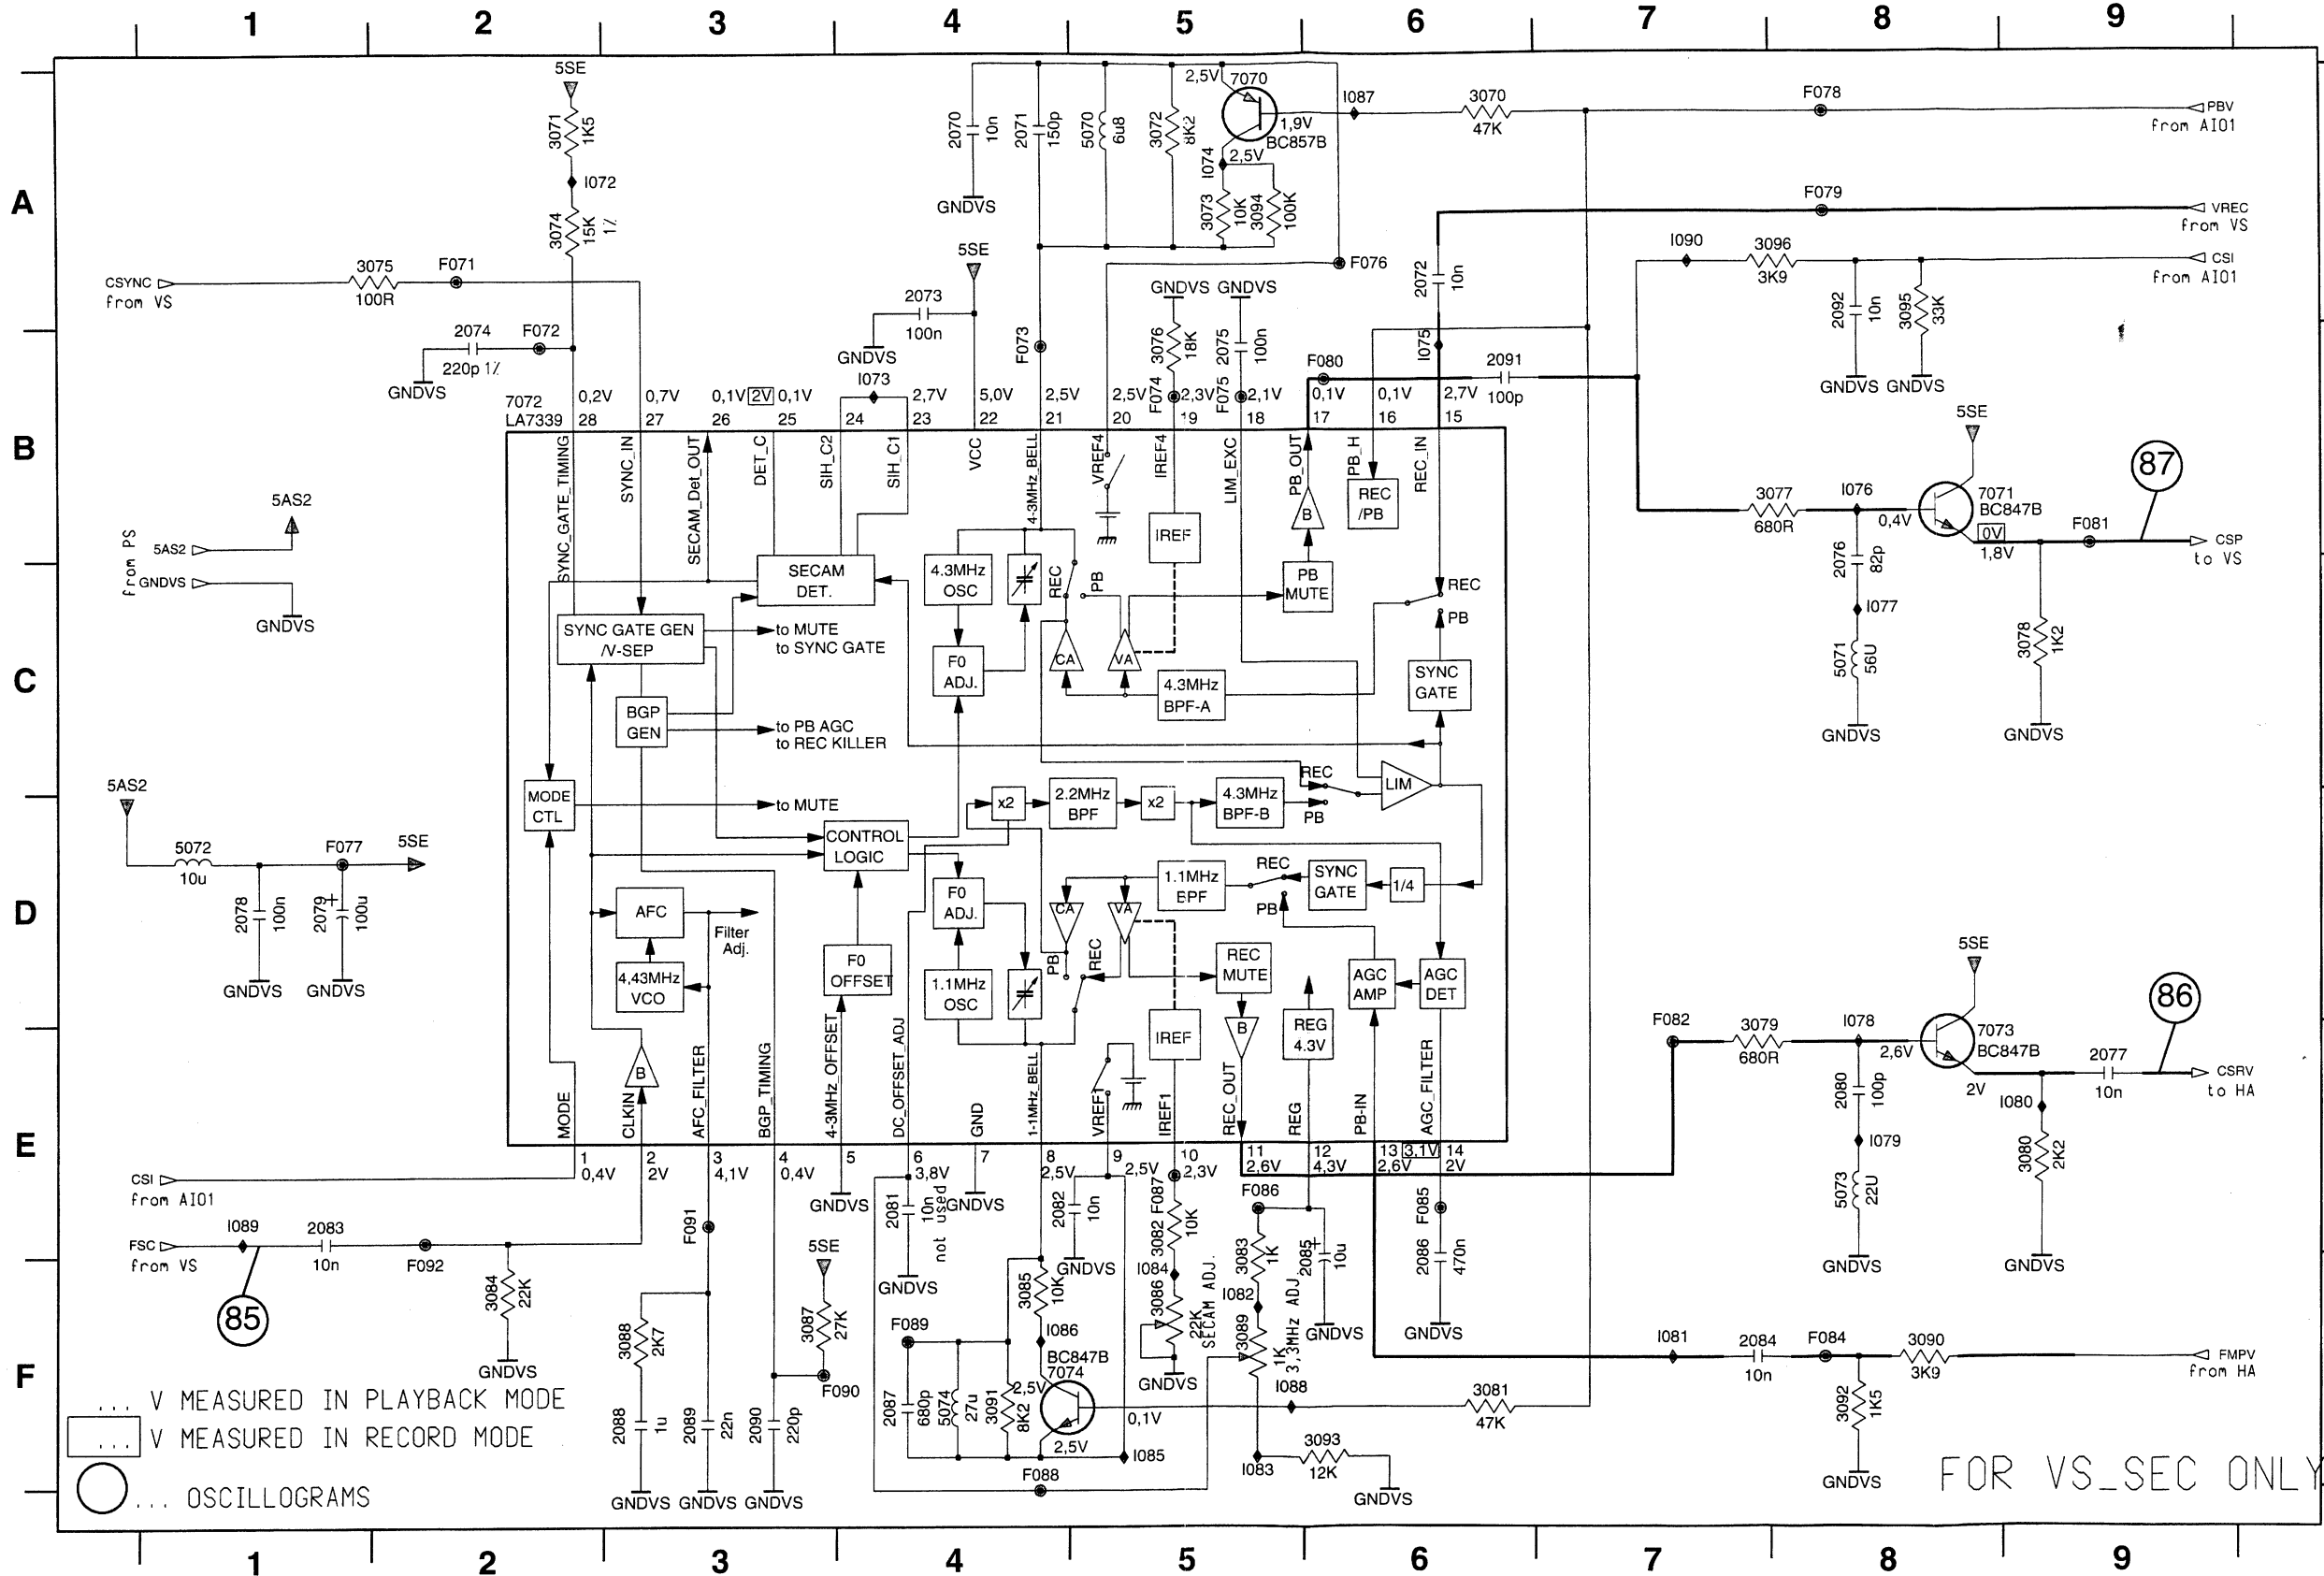 1 2 3 4 5 6 7 8 9
5SE
3071
1K5
I072
3074
15K
1%
CSYNC
from VS
3075
100R
F071
2074
220p 1%
F072
GNDVS
2070
10n
GNDVS
2071
150p
5070
6u8
3072
8K2
2,5V 7070
1,9V
BC857B
I074
2,5V
3073
10K
3094
100K
I087
3070
47K
F078
PBV
from AIO1
F079
VREC
from VS
I090
3096
3K9
CSI
from AIO1
2092
10n
3095
33K
GNDVS GNDVS
A
5SE
2073
100n
GNDVS
F076
F073
GNDVS GNDVS
3076
18K
2075
100n
2072
10n
I075
F080
2091
100p
I073
F074
F075
7072
LA7339
0,2V 0,7V 0,1V 2V 0,1V 2,7V 5,0V 2,5V 2,5V 2,3V 2,1V 0,1V 0,1V 2,7V
28 27 26 25 24 23 22 21 20 19 18 17 16 15
SYNC_GATE_TIMING
SYNC_IN
SECAM_Det_OUT
DET_C
SIH_C2
SIH_C1
VCC
4-3MHz_BELL
VREF4
IREF4
LIM_EXC
PB_OUT
PB_H
REC_IN
B
5AS2
from PS
5AS2
GNDVS
GNDVS
B
REC
/PB
IREF
SECAM
DET.
4.3MHz
OSC
REC
PB
PB
MUTE
REC
PB
SYNC GATE GEN
/V-SEP
to MUTE
to SYNC GATE
F0
ADJ.
CA
VA
4.3MHz
BPF-A
SYNC
GATE
BGP
GEN
to PB AGC
to REC KILLER
C
5SE
3077
680R
I076
0,4V
7071
BC847B
0V
1,8V
87
F081
CSP
to VS
2076
82p
I077
5071
56U
GNDVS
3078
1K2
GNDVS
5AS2
5072
10u
F077
5SE
2078
100n
2079
+
100u
GNDVS GNDVS
D
MODE
CTL
to MUTE
CONTROL
LOGIC
x2
2.2MHz
BPF
x2
4.3MHz
BPF-B
REC
PB
LIM
AFC
Filter
Adj.
4,43MHz
VCO
F0
OFFSET
F0
ADJ.
1.1MHz
OSC
CA
VA
1.1MHz
BPF
REC
PB
SYNC
GATE
1/4
PB
REC
REC
MUTE
AGC
AMP
AGC
DET
IREF
B
REG
4.3V
B
MODE
CLKIN
AFC_FILTER
BGP_TIMING
4-3MHz_OFFSET
DC_OFFSET_ADJ
GND
1-1MHz_BELL
VREF1
IREF1
REC_OUT
REG
PB-IN
AGC_FILTER
1 2 3 4 5 6 7 8 9 10 11 12 13 3,1V 14
0,4V 2V 4,1V 0,4V 3,8V 2,5V 2,5V 2,3V 2,6V 4,3V 2,6V 2V
5SE
F082
3079
680R
I078
2,6V
7073
BC847B
2V
86
2077
10n
CSRV
to HA
2080
100p
I079
5073
22U
GNDVS
I080
3080
2K2
GNDVS
E
CSI
from AIO1
FSC
from VS
I089
2083
10n
F092
85
3084
22K
GNDVS
F091
3088
2K7
2088
1u
2089
22n
2090
220p
GNDVS GNDVS GNDVS
5SE
3087
27K
F090
GNDVS
2081
10n
not used
GNDVS
GNDVS
2082
10n
GNDVS
F087
3082
10K
I084
3086
22K
SECAM ADJ.
GNDVS
F086
3083
1K
I082
3089
1K
3,3MHz ADJ.
2085
+
10u
GNDVS
F085
2086
470n
GNDVS
3085
10K
I086
BC847B
7074
2,5V
0,1V
2,5V
F089
2087
680p
5074
27u
3091
8K2
F088
I085
I088
3081
47K
I083
3093
12K
GNDVS
I081
2084
10n
F084
3090
3K9
FMPV
from HA
3092
1K5
GNDVS
F
... V MEASURED IN PLAYBACK MODE
... V MEASURED IN RECORD MODE
... OSCILLOGRAMS
FOR VS_SEC ONLY
1 2 3 4 5 6 7 8 9